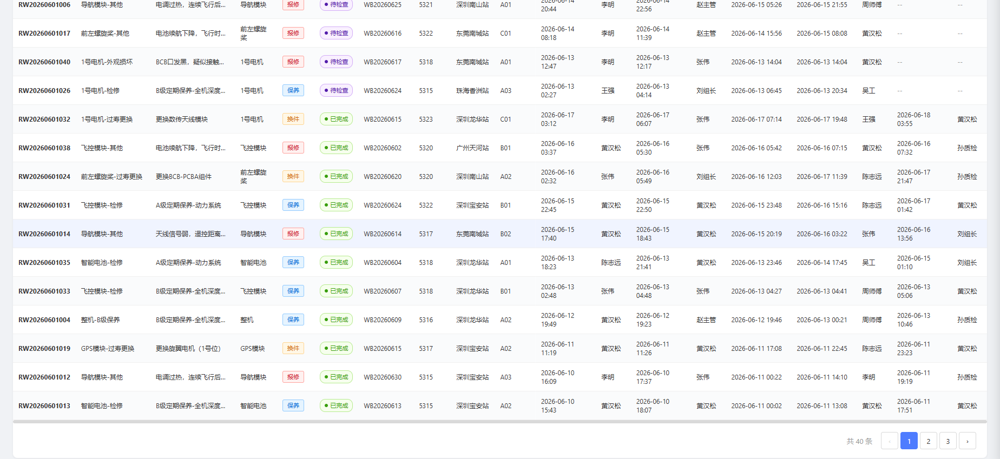 2026-06-14 2026-06-14
RW20260601006 导航模块-其他 电调过热，连续飞行后... 导航模块 报修 待检查 WB20260625 5321 深圳南山站 A01 20:44 李明 22:56 赵主管 2026-06-15 05:26 2026-06-15 21:55 周师傅 -- --
前左螺旋 2026-06-14 2026-06-14
RW20260601017 前左螺旋桨-其他 电池续航下降，飞行时... 桨 报修 待检查 WB20260616 5322 东莞南城站 C01 08:18 李明 11:39 赵主管 2026-06-14 15:56 2026-06-15 08:08 黄汉松 -- --
2026-06-13 2026-06-13
RW20260601040 1号电机-外观损坏 BCB口发黑，疑似接触... 1号电机 报修 待检查 WB20260617 5318 东莞南城站 A01 12:47 李明 12:17 张伟 2026-06-13 14:04 2026-06-13 14:04 黄汉松 -- --
2026-06-13 2026-06-13
RW20260601026 1号电机-检修 B级定期保养-全机深度... 1号电机 保养 待检查 WB20260624 5315 珠海香洲站 A03 02:27 王强 04:14 刘组长 2026-06-13 06:45 2026-06-13 20:34 吴工 -- --
2026-06-17 2026-06-17 2026-06-18
RW20260601032 1号电机-过寿更换 更换数传天线模块 1号电机 换件 已完成 WB20260615 5323 深圳龙华站 C01 03:12 李明 06:07 张伟 2026-06-17 07:14 2026-06-17 19:48 王强 03:55 黄汉松
2026-06-16 2026-06-16 2026-06-16
RW20260601038 飞控模块-其他 电池续航下降，飞行时... 飞控模块 报修 已完成 WB20260602 5320 广州天河站 B01 03:37 黄汉松 05:30 张伟 2026-06-16 05:42 2026-06-16 07:15 黄汉松 07:32 孙质检
前左螺旋 2026-06-16 2026-06-16 2026-06-17
RW20260601024 前左螺旋桨-过寿更换 更换BCB-PCBA组件 桨 换件 已完成 WB20260620 5320 深圳南山站 A02 02:32 张伟 05:49 刘组长 2026-06-16 12:03 2026-06-17 11:39 陈志远 21:47 孙质检
2026-06-15 2026-06-15 2026-06-17
RW20260601031 飞控模块-检修 A级定期保养-动力系统 飞控模块 保养 已完成 WB20260624 5322 深圳宝安站 B01 22:45 黄汉松 22:50 黄汉松 2026-06-15 23:48 2026-06-16 15:16 陈志远 01:42 黄汉松
2026-06-15 2026-06-15 2026-06-16
RW20260601014 导航模块-其他 天线信号弱，遥控距离... 导航模块 报修 已完成 WB20260614 5317 东莞南城站 B02 17:40 黄汉松 18:43 黄汉松 2026-06-15 20:19 2026-06-16 03:22 张伟 13:56 刘组长
2026-06-13 2026-06-13 2026-06-15
RW20260601035 智能电池-检修 A级定期保养-动力系统 智能电池 保养 已完成 WB20260604 5318 深圳龙华站 A01 18:23 陈志远 21:41 黄汉松 2026-06-13 23:46 2026-06-14 17:45 吴工 01:10 刘组长
2026-06-13 2026-06-13 2026-06-13
RW20260601033 飞控模块-检修 B级定期保养-全机深度... 飞控模块 保养 已完成 WB20260607 5318 深圳龙华站 B01 02:48 张伟 04:48 张伟 2026-06-13 04:27 2026-06-13 04:41 周师傅 05:06 黄汉松
2026-06-12 2026-06-12 2026-06-13
RW20260601004 整机-B级保养 B级定期保养-全机深度... 整机 保养 已完成 WB20260609 5316 深圳龙华站 A02 19:49 黄汉松 19:23 赵主管 2026-06-12 19:46 2026-06-13 00:21 周师傅 10:46 孙质检
2026-06-11 2026-06-11 2026-06-11
RW20260601019 GPS模块-过寿更换 更换旋翼电机（1号位） GPS模块 换件 已完成 WB20260615 5317 深圳宝安站 A02 11:19 黄汉松 11:26 黄汉松 2026-06-11 17:08 2026-06-11 22:45 陈志远 23:23 黄汉松
2026-06-10 2026-06-10 2026-06-11
RW20260601012 导航模块-其他 电调过热，连续飞行后... 导航模块 报修 已完成 WB20260630 5315 深圳宝安站 A03 16:09 李明 17:37 张伟 2026-06-11 00:22 2026-06-11 14:10 李明 19:19 孙质检
2026-06-10 2026-06-10 2026-06-11
RW20260601013 智能电池-检修 B级定期保养-全机深度... 智能电池 保养 已完成 WB20260613 5315 深圳宝安站 A02 15:43 黄汉松 18:07 黄汉松 2026-06-11 00:02 2026-06-11 13:08 黄汉松 17:51 黄汉松
共 40 条 ‹ 1 2 3 ›